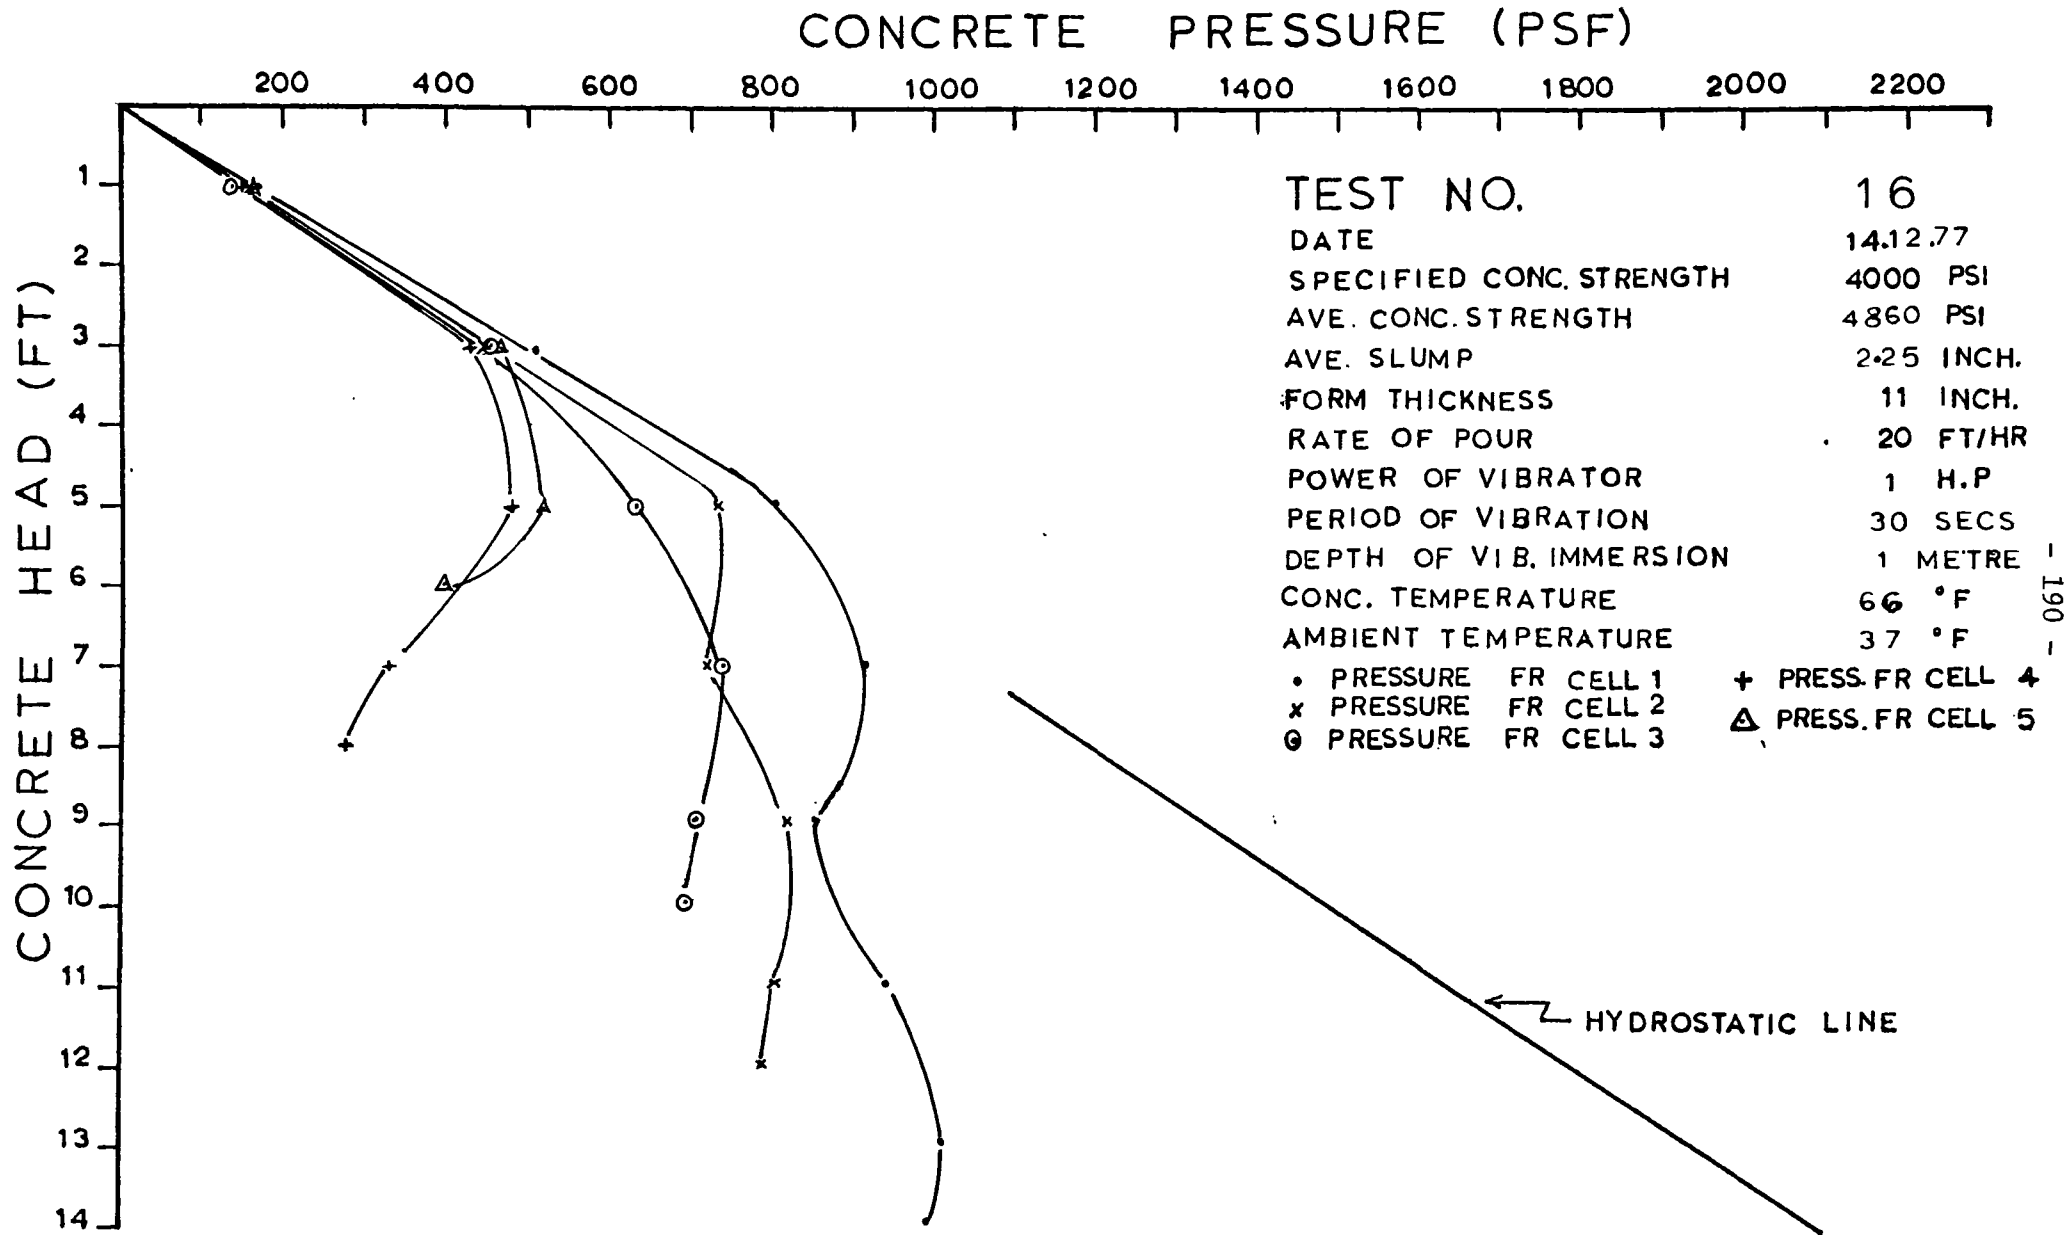 CONCRETE PRESSURE (PSF)
200 400 600 800 1000 1200 1400 1600 1800 2000 2200
CONCRETE HEAD (FT)
1
2
3
4
5
6
7
8
9
10
11
12
13
14
TEST NO. 16
DATE 14.12.77
SPECIFIED CONC. STRENGTH 4000 PSI
AVE. CONC. STRENGTH 4860 PSI
AVE. SLUMP 2.25 INCH.
FORM THICKNESS 11 INCH.
RATE OF POUR 20 FT/HR
POWER OF VIBRATOR 1 H.P
PERIOD OF VIBRATION 30 SECS
DEPTH OF VIB. IMMERSION 1 METRE
CONC. TEMPERATURE 66 °F
AMBIENT TEMPERATURE 37 °F
PRESSURE FR CELL 1
PRESSURE FR CELL 2
PRESSURE FR CELL 3
PRESS. FR CELL 4
PRESS. FR CELL 5
HYDROSTATIC LINE
- 190 -